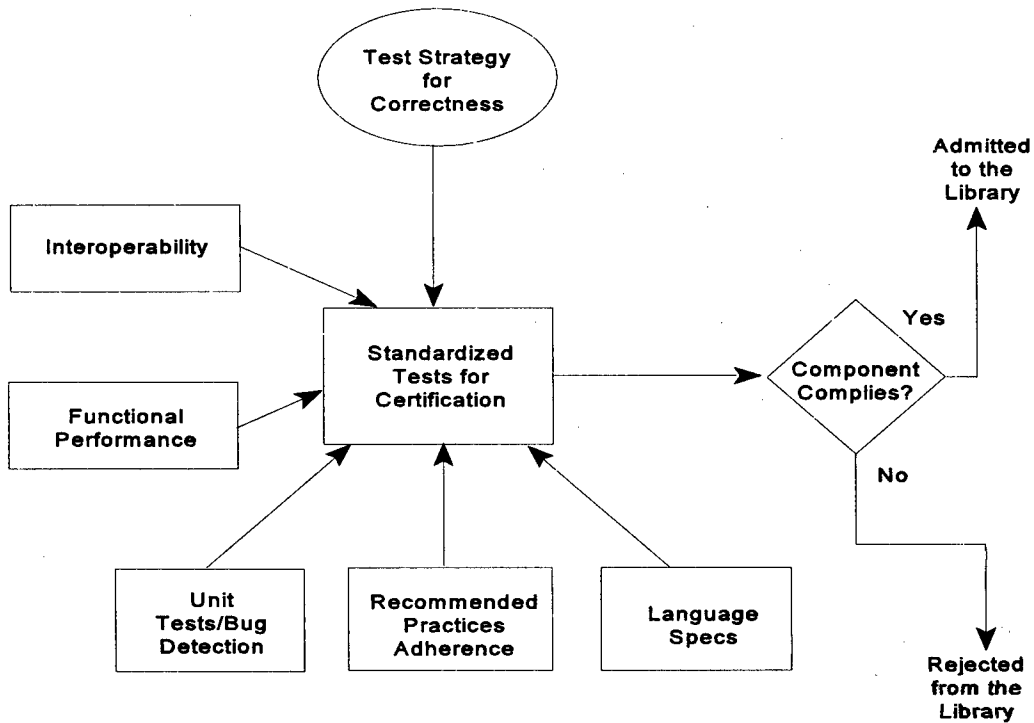 Test Strategy
for
Correctness
Admitted
to the
Library
Interoperability
Standardized
Tests for
Certification
Yes
Component
Complies?
Functional
Performance
No
Unit
Tests/Bug
Detection
Recommended
Practices
Adherence
Language
Specs
Rejected
from the
Library